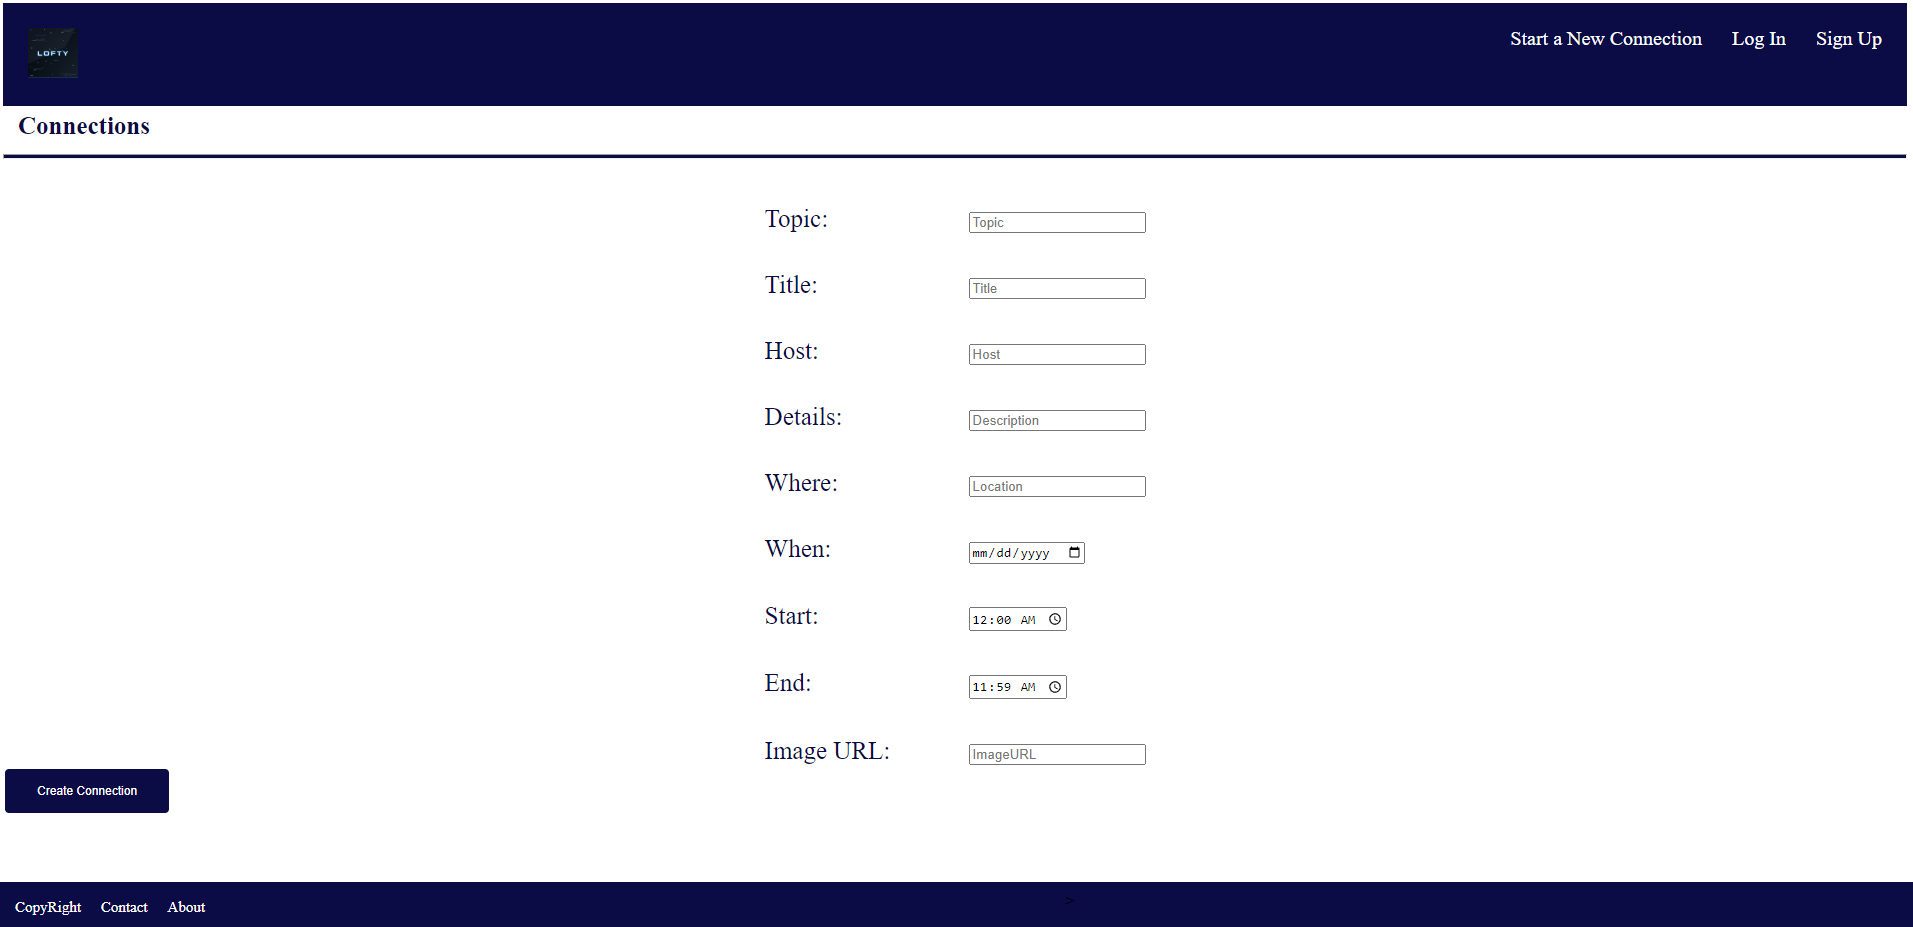 LOFTY
Start a New Connection Log In Sign Up
Connections
Topic: Topic
Title: Title
Host: Host
Details: Description
Where: Location
When: mm/dd/yyyy
Start: 12:00 AM
End: 11:59 AM
Image URL: ImageURL
Create Connection
>
CopyRight Contact About